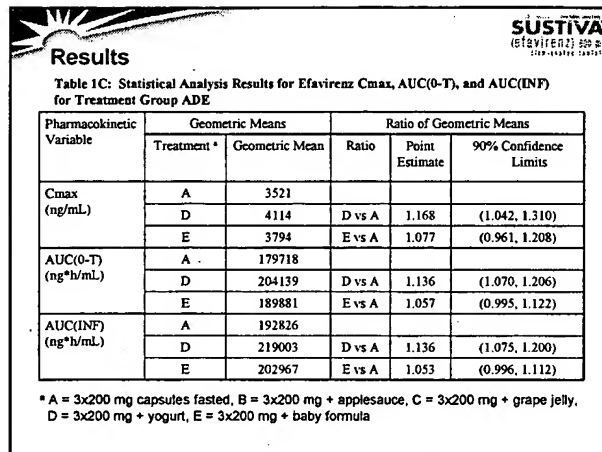 SUSTIVA
(efavirenz)
Results
Table 1C: Statistical Analysis Results for Efavirenz Cmax, AUC(0-T), and AUC(INF)
for Treatment Group ADE
Pharmacokinetic Variable Geometric Means Ratio of Geometric Means
Treatment * Geometric Mean Ratio Point Estimate 90% Confidence Limits
Cmax (ng/mL) A 3521
D 4114 D vs A 1.168 (1.042, 1.310)
E 3794 E vs A 1.077 (0.961, 1.208)
AUC(0-T) (ng*h/mL) A 179718
D 204139 D vs A 1.136 (1.070, 1.206)
E 189881 E vs A 1.057 (0.995, 1.122)
AUC(INF) (ng*h/mL) A 192826
D 219003 D vs A 1.136 (1.075, 1.200)
E 202967 E vs A 1.053 (0.996, 1.112)
* A = 3x200 mg capsules fasted, B = 3x200 mg + applesauce, C = 3x200 mg + grape jelly,
D = 3x200 mg + yogurt, E = 3x200 mg + baby formula